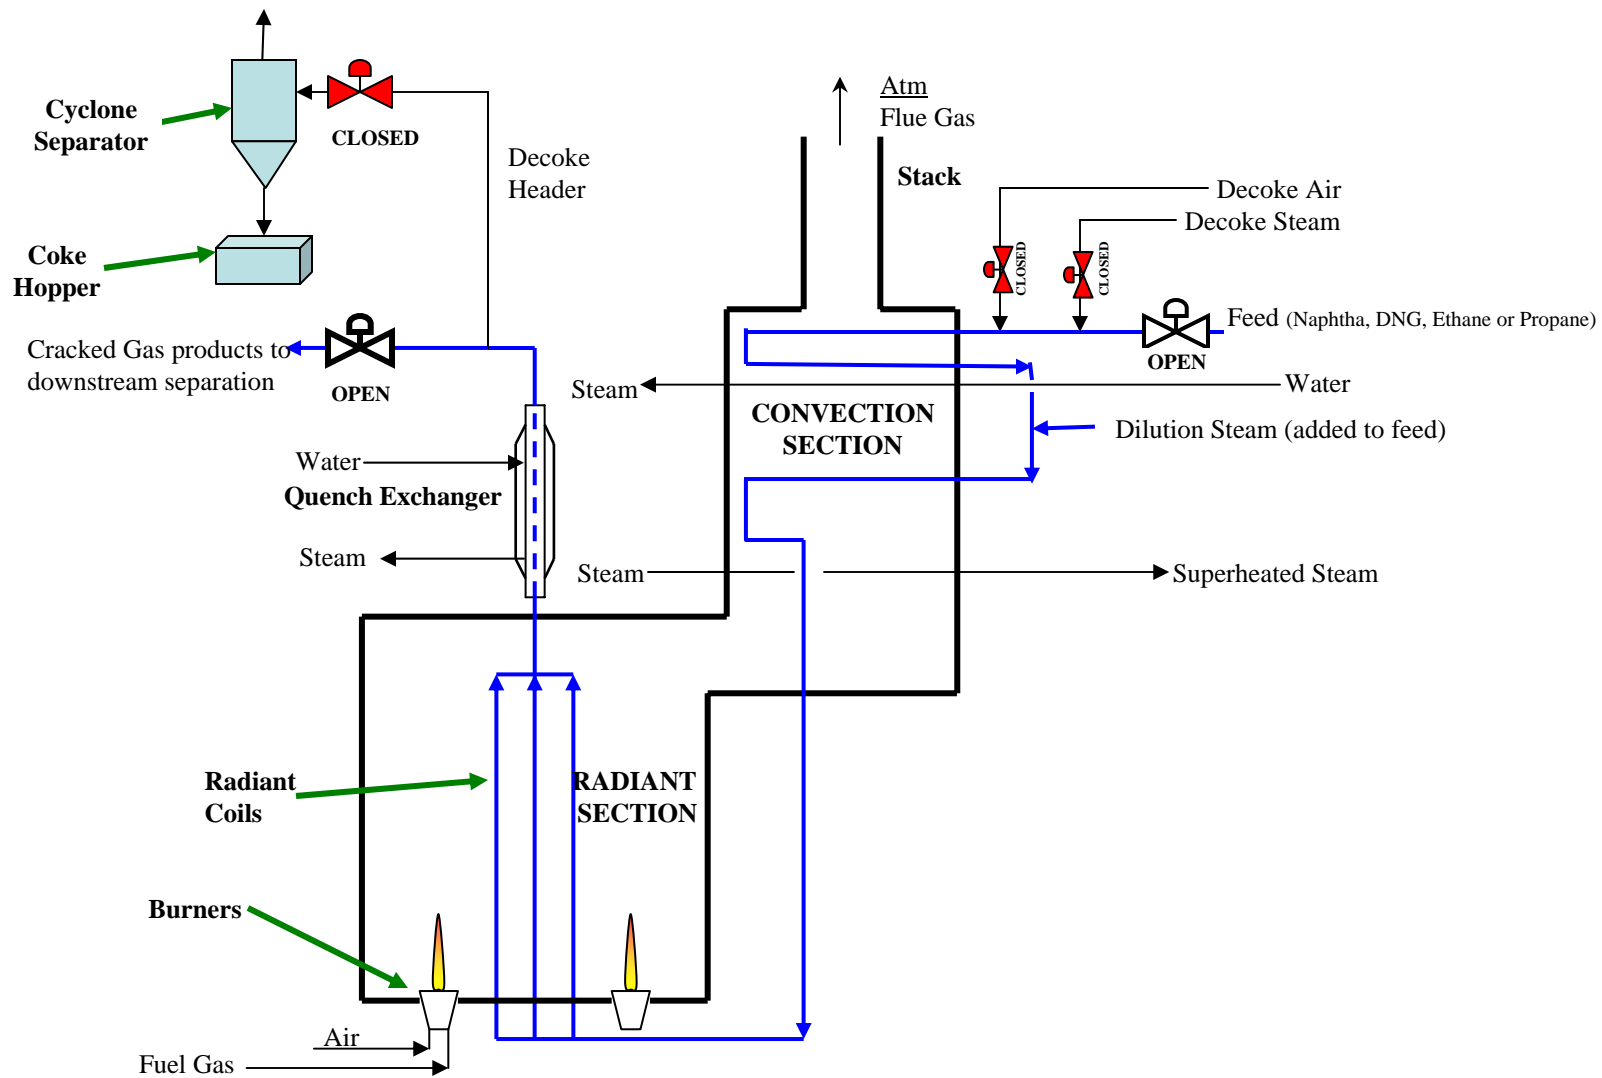 Atm
Flue Gas
Cyclone
Separator
CLOSED
Decoke
Header
Stack
Decoke Air
Decoke Steam
CLOSED
CLOSED
Coke
Hopper
Feed (Naphtha, DNG, Ethane or Propane)
OPEN
Cracked Gas products to
downstream separation
OPEN
Steam
Water
CONVECTION
SECTION
Dilution Steam (added to feed)
Water
Quench Exchanger
Steam
Steam
Superheated Steam
Radiant
Coils
RADIANT
SECTION
Burners
Air
Fuel Gas